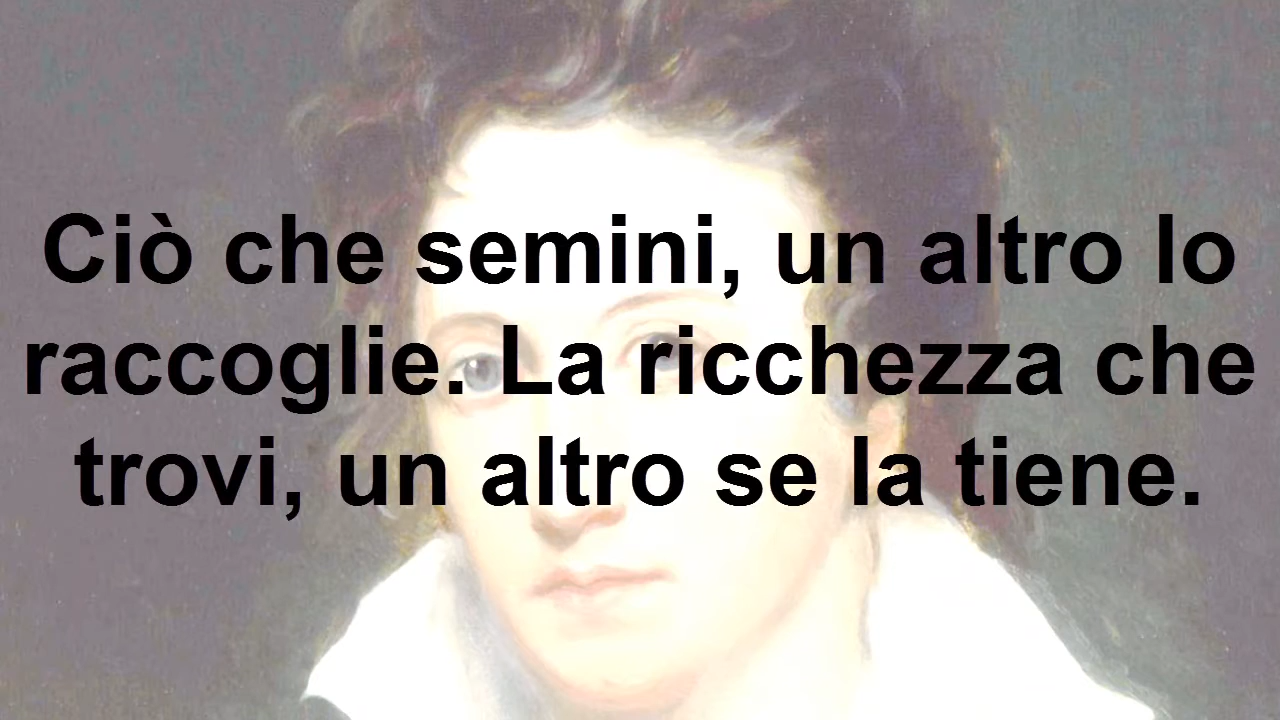 Ciò che semini, un altro lo
raccoglie. La ricchezza che
trovi, un altro se la tiene.